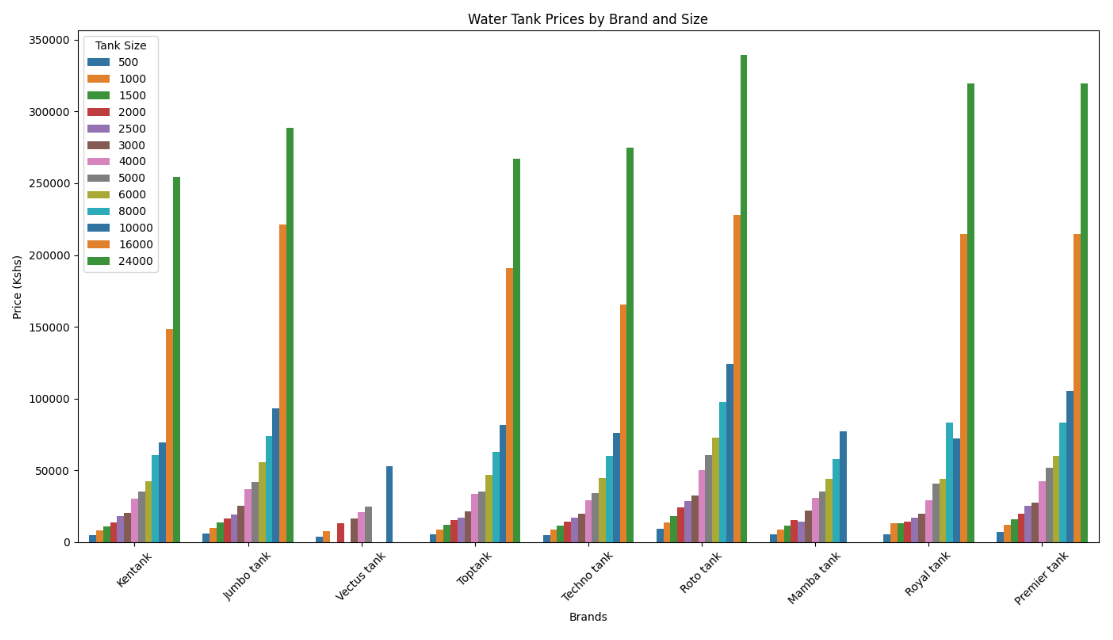 Water Tank Prices by Brand and Size
350000
300000
250000
200000
150000
100000
50000
0
Price (Kshs)
Tank Size
500
1000
1500
2000
2500
3000
4000
5000
6000
8000
10000
16000
24000
Kentank
Jumbo tank
Vectus tank
Toptank
Techno tank
Roto tank
Mamba tank
Royal tank
Premier tank
Brands